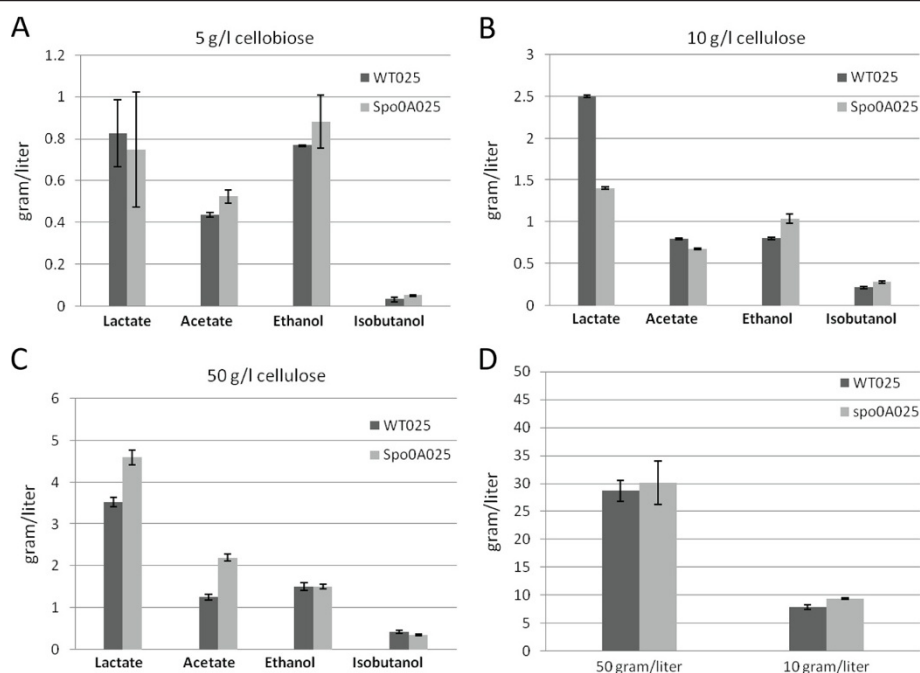 A
5 g/l cellobiose
1.2
1
0.8
0.6
0.4
0.2
0
gram/liter
WT025
Spo0A025
Lactate Acetate Ethanol Isobutanol
B
10 g/l cellulose
3
2.5
2
1.5
1
0.5
0
gram/liter
WT025
Spo0A025
Lactate Acetate Ethanol Isobutanol
C
50 g/l cellulose
6
5
4
3
2
1
0
gram/liter
WT025
Spo0A025
Lactate Acetate Ethanol Isobutanol
D
50
45
40
35
30
25
20
15
10
5
0
gram/liter
WT025
spo0A025
50 gram/liter 10 gram/liter